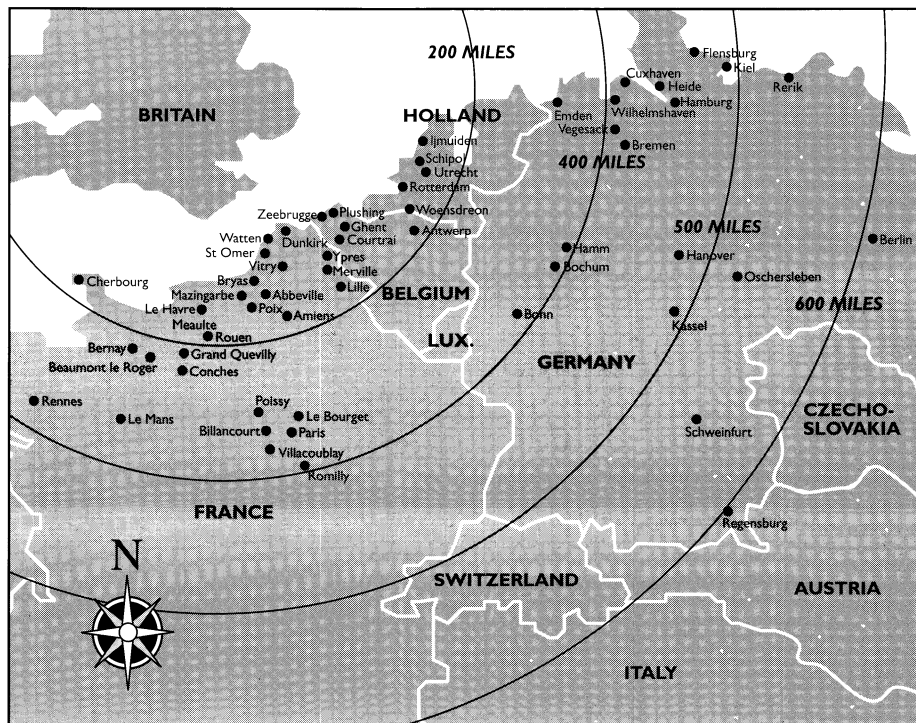 200 MILES
Flensburg
Kiel
Cuxhaven
Heide
Rerik
BRITAIN
HOLLAND
Emden
Wilhelmshaven
Hamburg
Vegesack
Ijmuiden
Bremen
Schipol
400 MILES
Utrecht
Rotterdam
Zeebrugge
Plushing
Woensdreon
Ghent
500 MILES
Watten
Dunkirk
Courtrai
Antwerp
Berlin
St Omer
Ypres
Hamm
Hanover
Vitry
Merville
Bochum
Oschersleben
Cherbourg
Bryas
Lille
Mazingarbe
Abbeville
BELGIUM
600 MILES
Le Havre
Poix
Amiens
Bonn
Kassel
Meaulte
Rouen
LUX.
Bernay
Grand Quevilly
Beaumont le Roger
Conches
GERMANY
Rennes
Poissy
Le Mans
Le Bourget
CZECHO-
SLOVAKIA
Billancourt
Paris
Schweinfurt
Villacoublay
Romilly
FRANCE
Regensburg
N
SWITZERLAND
AUSTRIA
ITALY